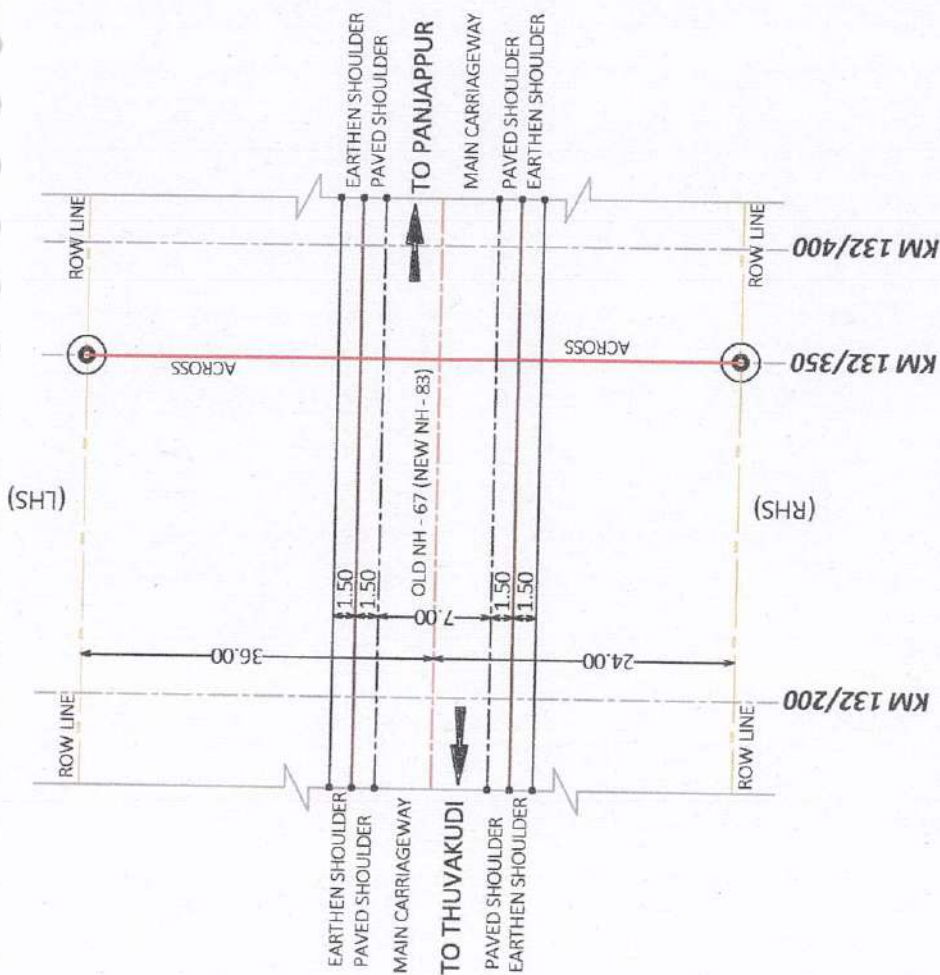 EARTHEN SHOULDER
PAVED SHOULDER
TO PANJAPPUR
MAIN CARRIAGEWAY
PAVED SHOULDER
EARTHEN SHOULDER
ROW LINE
ROW LINE
KM 132/400
ACROSS
ACROSS
KM 132/350
(LHS)
OLD NH - 67 (NEW NH - 83)
(RHS)
1.50
1.50
7.00
1.50
1.50
36.00
24.00
ROW LINE
ROW LINE
KM 132/200
EARTHEN SHOULDER
PAVED SHOULDER
MAIN CARRIAGEWAY
TO THUVAKUDI
PAVED SHOULDER
EARTHEN SHOULDER